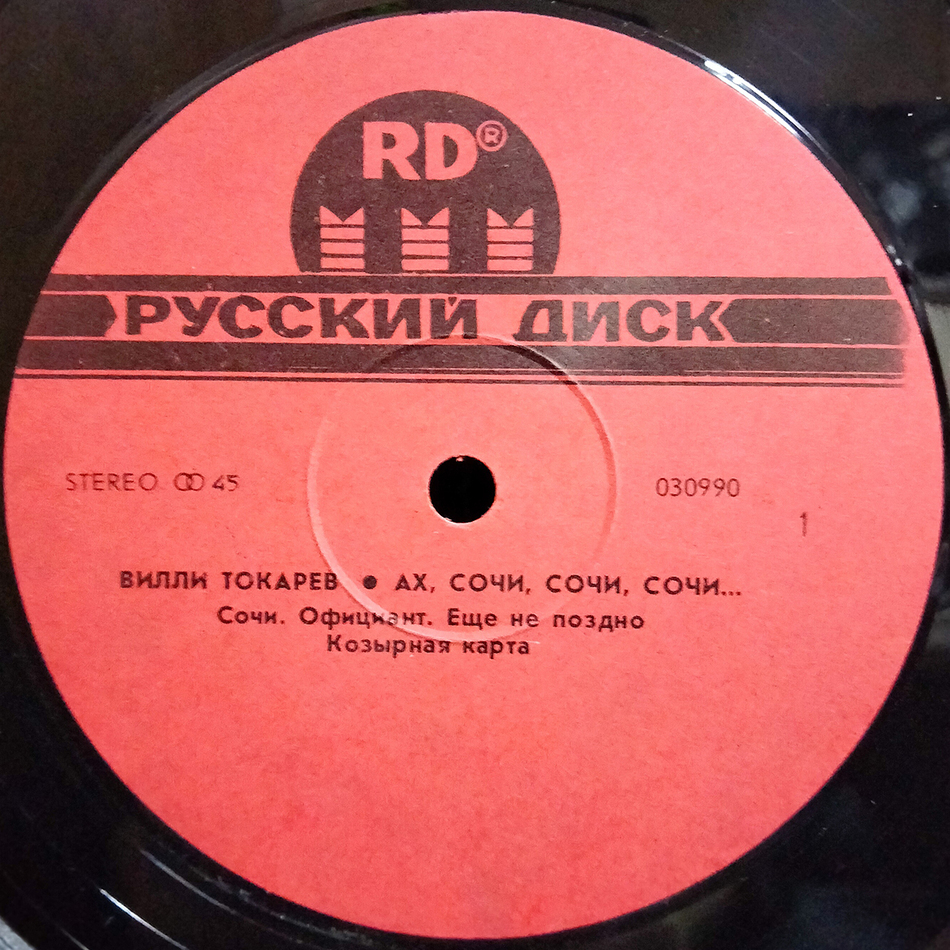 RD®
РУССКИЙ ДИСК
STEREO ꝏ 45
030990
1
ВИЛЛИ ТОКАРЕВ ● АХ, СОЧИ, СОЧИ, СОЧИ...
Сочи. Официант. Еще не поздно
Козырная карта